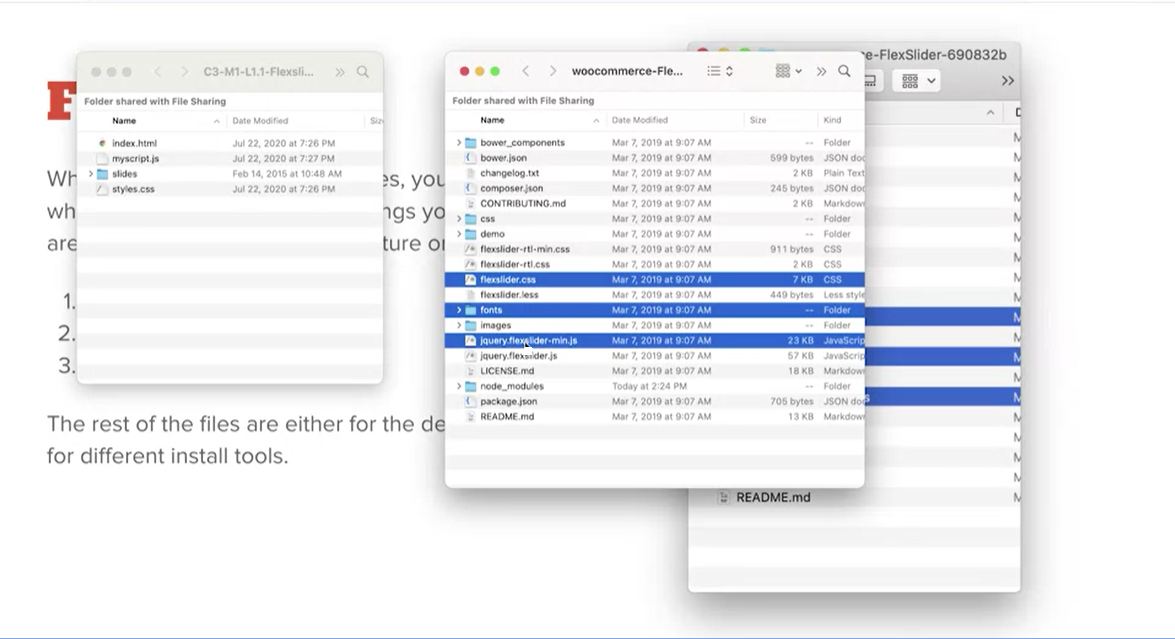 C3-M1-L1.1-Flexsli...
Folder shared with File Sharing
Name Date Modified Siz
index.html Jul 22, 2020 at 7:26 PM
myscript.js Jul 22, 2020 at 7:27 PM
slides Feb 14, 2015 at 10:48 AM
styles.css Jul 22, 2020 at 7:26 PM
woocommerce-Fle...
Folder shared with File Sharing
Name Date Modified Size Kind
bower_components Mar 7, 2019 at 9:07 AM -- Folder
bower.json Mar 7, 2019 at 9:07 AM 599 bytes JSON doc
changelog.txt Mar 7, 2019 at 9:07 AM 2 KB Plain Text
composer.json Mar 7, 2019 at 9:07 AM 245 bytes JSON doc
CONTRIBUTING.md Mar 7, 2019 at 9:07 AM 2 KB Markdown
css Mar 7, 2019 at 9:07 AM -- Folder
demo Mar 7, 2019 at 9:07 AM -- Folder
flexslider-rtl-min.css Mar 7, 2019 at 9:07 AM 911 bytes CSS
flexslider-rtl.css Mar 7, 2019 at 9:07 AM 2 KB CSS
flexslider.css Mar 7, 2019 at 9:07 AM 7 KB CSS
flexslider.less Mar 7, 2019 at 9:07 AM 449 bytes Less style
fonts Mar 7, 2019 at 9:07 AM -- Folder
images Mar 7, 2019 at 9:07 AM -- Folder
jquery.flexslider-min.js Mar 7, 2019 at 9:07 AM 23 KB JavaScrip
jquery.flexslider.js Mar 7, 2019 at 9:07 AM 57 KB JavaScrip
LICENSE.md Mar 7, 2019 at 9:07 AM 18 KB Markdown
node_modules Today at 2:24 PM -- Folder
package.json Mar 7, 2019 at 9:07 AM 705 bytes JSON doc
README.md Mar 7, 2019 at 9:07 AM 13 KB Markdown
ce-FlexSlider-690832b
README.md
F
Wh es, you
wh ngs yo
are ture or
1.
2.
3.
The rest of the files are either for the de
for different install tools.